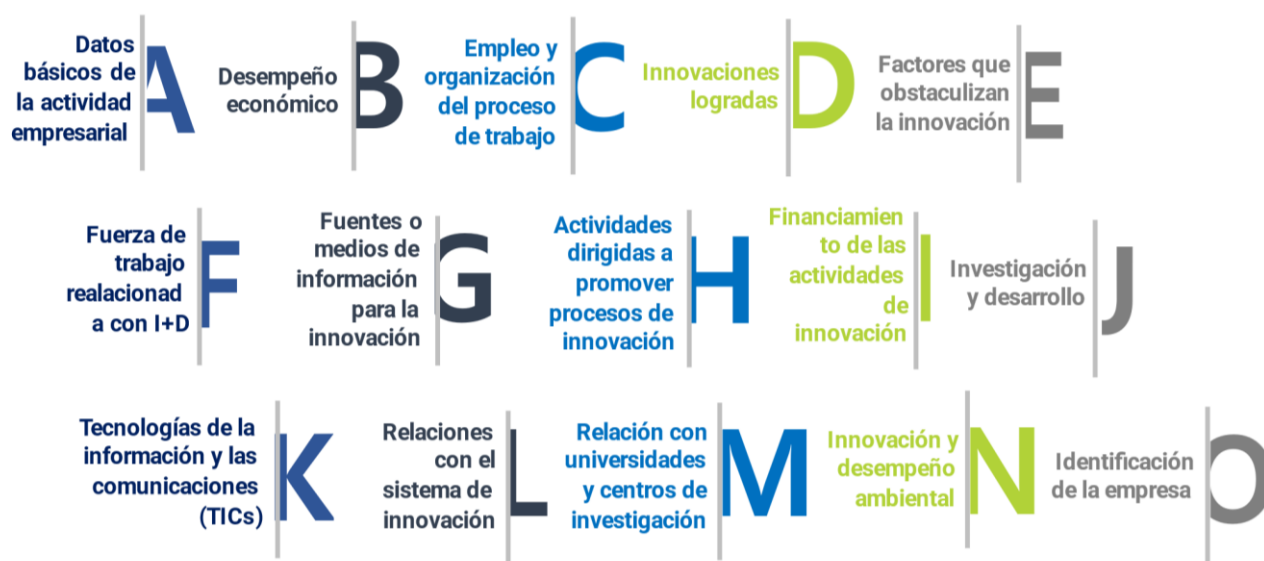 Datos
básicos de
la actividad
empresarial
A
Desempeño
económico
B
Empleo y
organización
del proceso
de trabajo
C
Innovaciones
logradas
D
Factores que
obstaculizan
la innovación
E
Fuerza de
trabajo
realacionad
a con I+D
F
Fuentes o
medios de
información
para la
innovación
G
Actividades
dirigidas a
promover
procesos de
innovación
H
Financiamien
to de las
actividades
de
innovación
I
Investigación
y desarrollo
J
Tecnologías de la
información y las
comunicaciones
(TICs)
K
Relaciones
con el
sistema de
innovación
L
Relación con
universidades
y centros de
investigación
M
Innovación y
desempeño
ambiental
N
Identificación
de la empresa
O